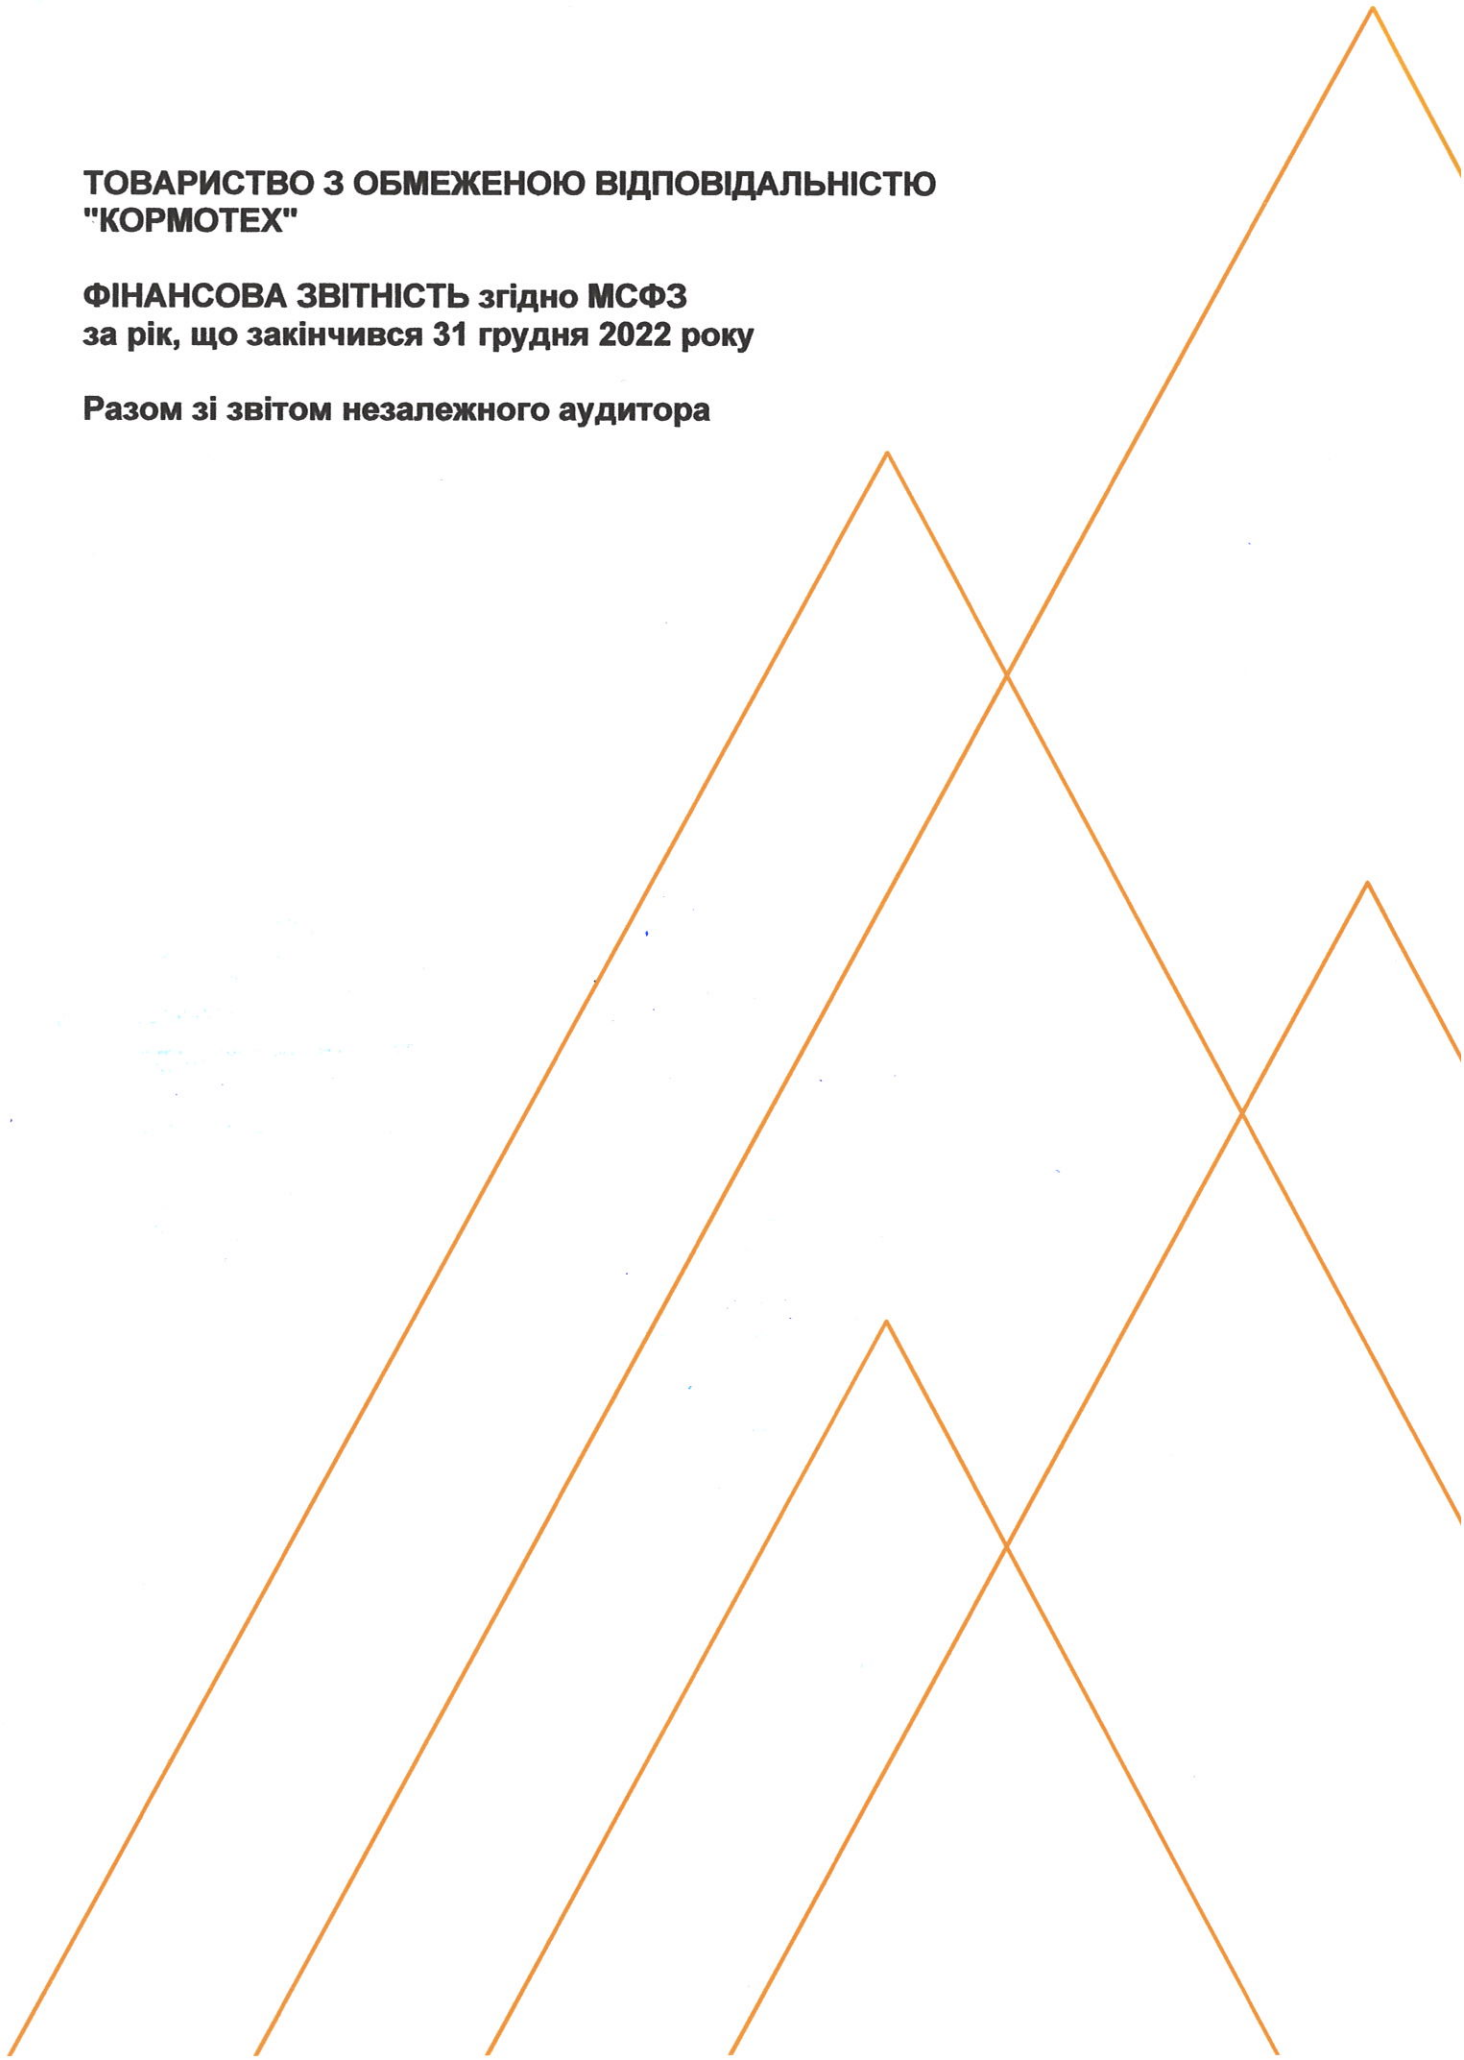 ТОВАРИСТВО З ОБМЕЖЕНОЮ ВІДПОВІДАЛЬНІСТЮ
"КОРМОТЕХ"
ФІНАНСОВА ЗВІТНІСТЬ згідно МСФЗ
за рік, що закінчився 31 грудня 2022 року
Разом зі звітом незалежного аудитора